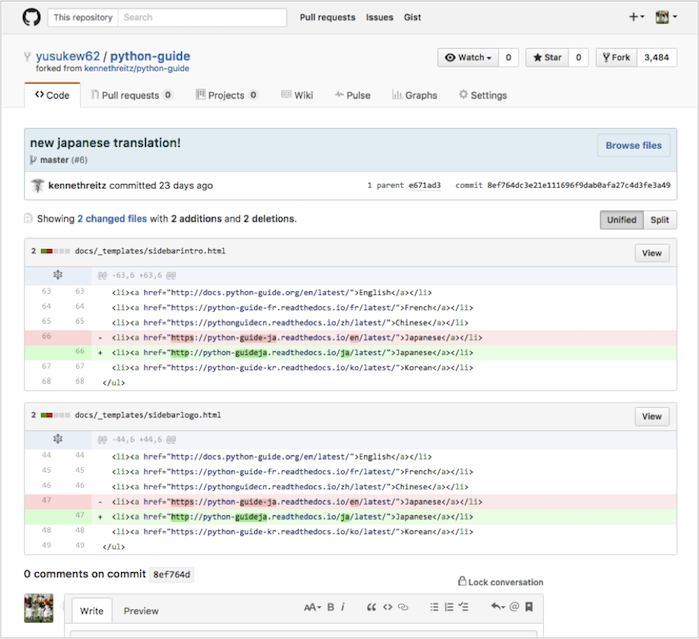 This repository Search Pull requests Issues Gist
yusukew62 / python-guide
forked from kennethreitz/python-guide
Watch 0 Star 0 Fork 3,484
Code Pull requests 0 Projects 0 Wiki Pulse Graphs Settings
new japanese translation!
Browse files
master (#6)
kennethreitz committed 23 days ago 1 parent e671ad3 commit 8ef764dc3e21e111696f9dab0afa27c4d3fe3a49
Showing 2 changed files with 2 additions and 2 deletions. Unified Split
2 docs/_templates/sidebarintro.html View
@@ -63,6 +63,6 @@
63 63 <li><a href="http://docs.python-guide.org/en/latest/">English</a></li>
64 64 <li><a href="https://python-guide-fr.readthedocs.io/fr/latest/">French</a></li>
65 65 <li><a href="https://pythonguidecn.readthedocs.io/zh/latest/">Chinese</a></li>
66 - <li><a href="https://python-guide-ja.readthedocs.io/en/latest/">Japanese</a></li>
66 + <li><a href="http://python-guideja.readthedocs.io/ja/latest/">Japanese</a></li>
67 67 <li><a href="https://python-guide-kr.readthedocs.io/ko/latest/">Korean</a></li>
68 68 </ul>
2 docs/_templates/sidebarlogo.html View
@@ -44,6 +44,6 @@
44 44 <li><a href="http://docs.python-guide.org/en/latest/">English</a></li>
45 45 <li><a href="https://python-guide-fr.readthedocs.io/fr/latest/">French</a></li>
46 46 <li><a href="https://pythonguidecn.readthedocs.io/zh/latest/">Chinese</a></li>
47 - <li><a href="https://python-guide-ja.readthedocs.io/en/latest/">Japanese</a></li>
47 + <li><a href="http://python-guideja.readthedocs.io/ja/latest/">Japanese</a></li>
48 48 <li><a href="https://python-guide-kr.readthedocs.io/ko/latest/">Korean</a></li>
49 49 </ul>
0 comments on commit 8ef764d
Lock conversation
Write Preview AA B i